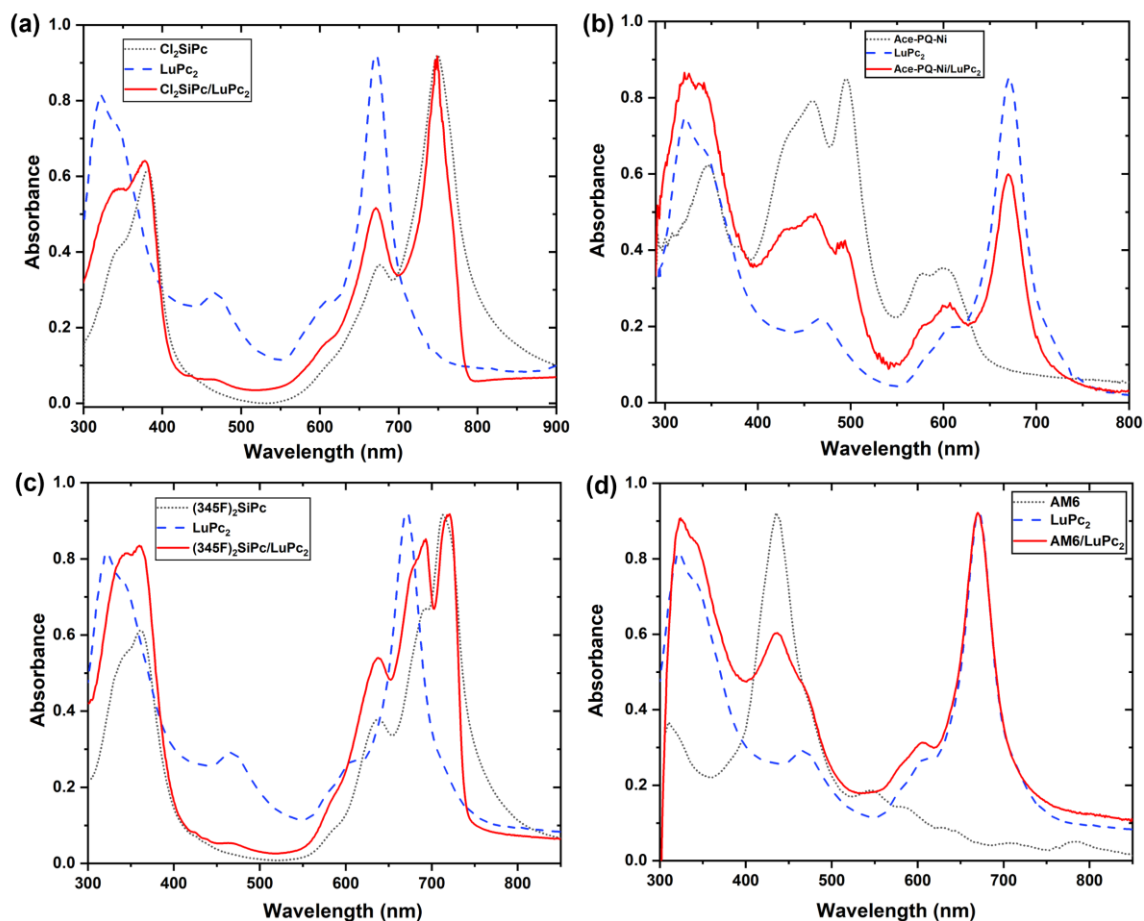 (a)
Cl₂SiPc
LuPc₂
Cl₂SiPc/LuPc₂
Absorbance
1.0
0.8
0.6
0.4
0.2
0.0
300 400 500 600 700 800 900
Wavelength (nm)
(b)
Ace-PQ-Ni
LuPc₂
Ace-PQ-Ni/LuPc₂
Absorbance
1.0
0.8
0.6
0.4
0.2
0.0
300 400 500 600 700 800
Wavelength (nm)
(c)
(345F)₂SiPc
LuPc₂
(345F)₂SiPc/LuPc₂
Absorbance
1.0
0.8
0.6
0.4
0.2
0.0
300 400 500 600 700 800
Wavelength (nm)
(d)
AM6
LuPc₂
AM6/LuPc₂
Absorbance
1.0
0.8
0.6
0.4
0.2
0.0
300 400 500 600 700 800
Wavelength (nm)